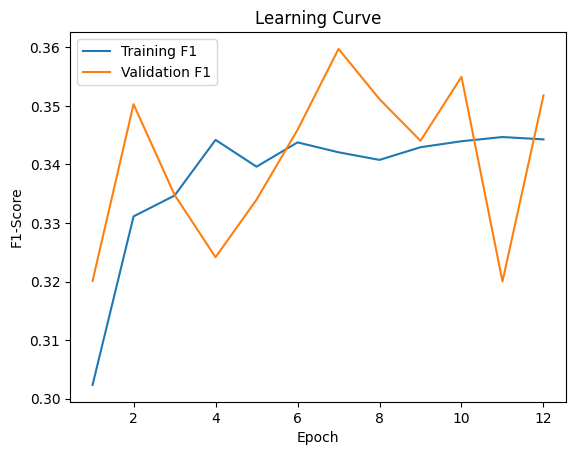 Learning Curve
Training F1
Validation F1
0.36
0.35
0.34
0.33
0.32
0.31
0.30
F1-Score
2 4 6 8 10 12
Epoch